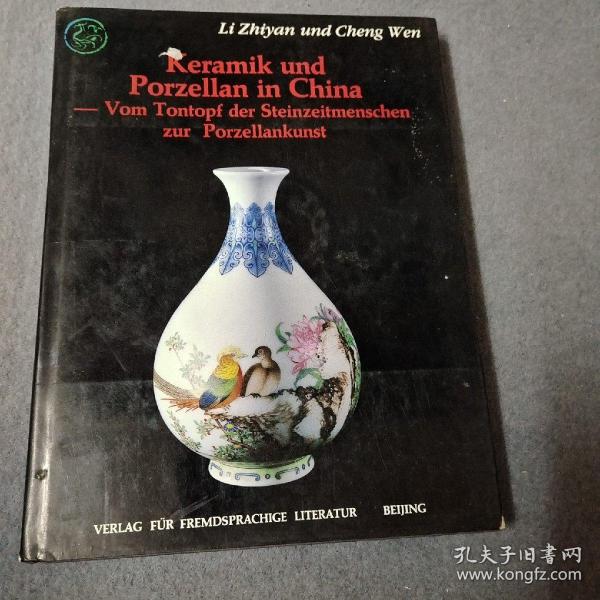 Li Zhiyan und Cheng Wen
Keramik und
Porzellan in China
— Vom Tontopf der Steinzeitmenschen
zur Porzellankunst
VERLAG FÜR FREMDSPRACHIGE LITERATUR BEIJING
孔夫子旧书网
www.kongfz.com